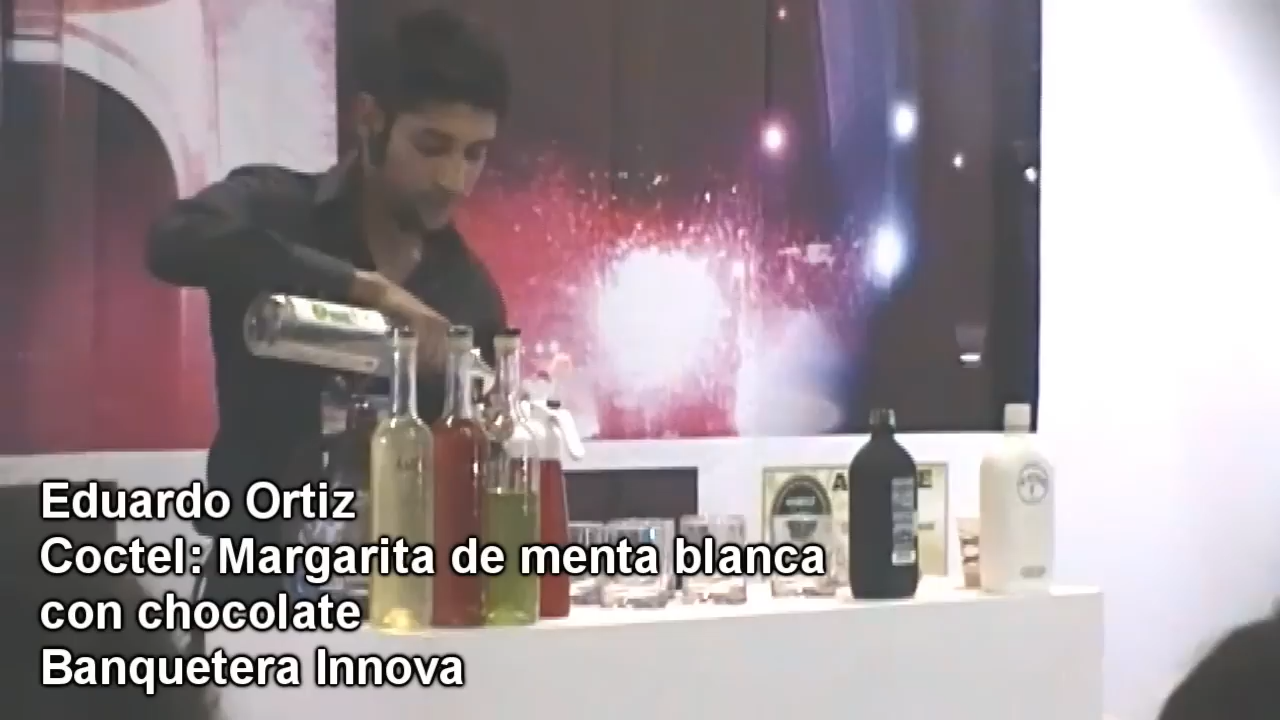 Eduardo Ortiz
Coctel: Margarita de menta blanca
con chocolate
Banquetera Innova